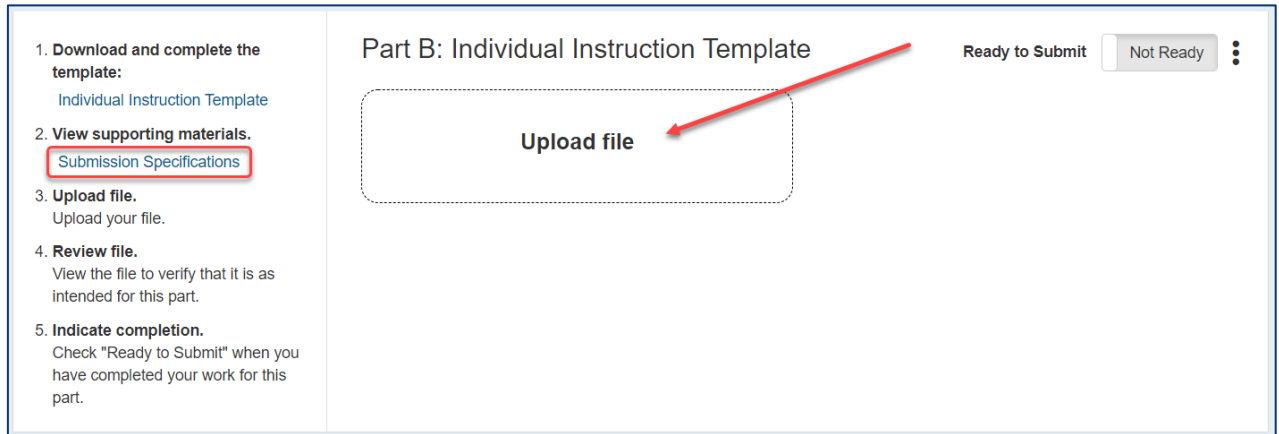 1. Download and complete the
template:
Individual Instruction Template
2. View supporting materials.
Submission Specifications
3. Upload file.
Upload your file.
4. Review file.
View the file to verify that it is as
intended for this part.
5. Indicate completion.
Check "Ready to Submit" when you
have completed your work for this
part.
Part B: Individual Instruction Template
Ready to Submit
Not Ready
Upload file